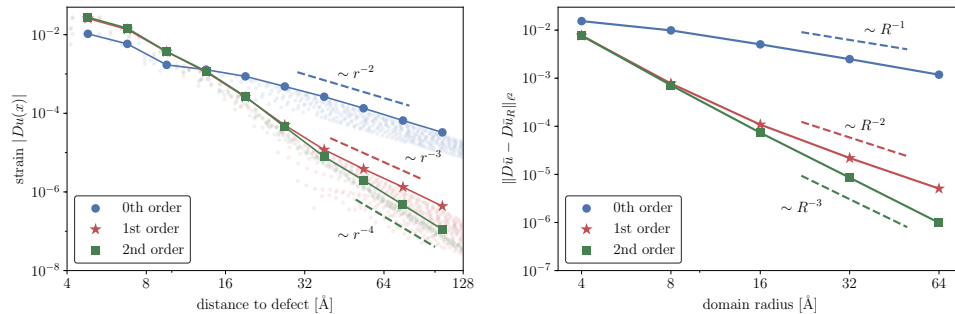 strain |Du(x)|
10⁻²
10⁻⁴
10⁻⁶
10⁻⁸
∼ r⁻²
∼ r⁻³
∼ r⁻⁴
0th order
1st order
2nd order
4 8 16 32 64 128
distance to defect [Å]
‖Dū − Dū_R‖_ℓ²
10⁻²
10⁻³
10⁻⁴
10⁻⁵
10⁻⁶
10⁻⁷
∼ R⁻¹
∼ R⁻²
∼ R⁻³
0th order
1st order
2nd order
4 8 16 32 64
domain radius [Å]